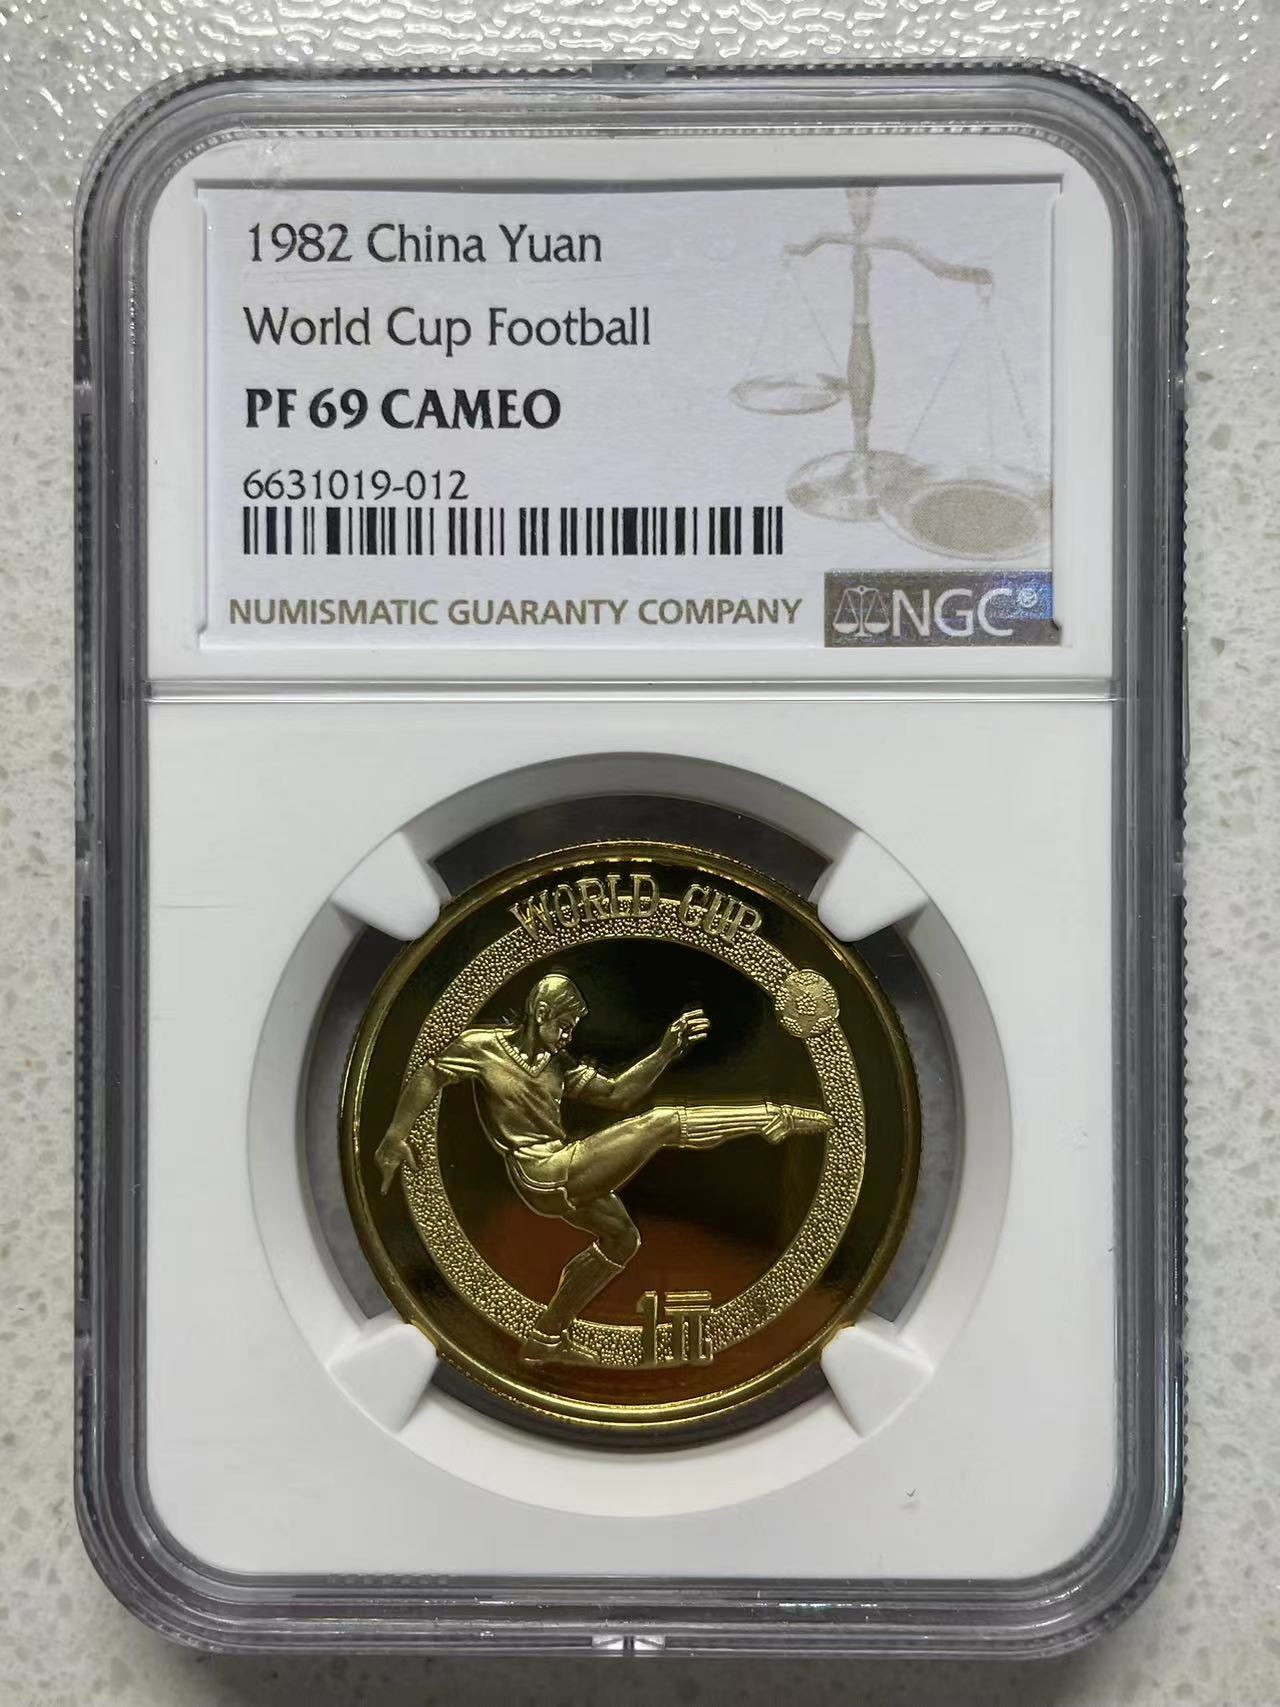 1982 China Yuan
World Cup Football
PF 69 CAMEO
6631019-012
NUMISMATIC GUARANTY COMPANY
NGC®
WORLD CUP
1元